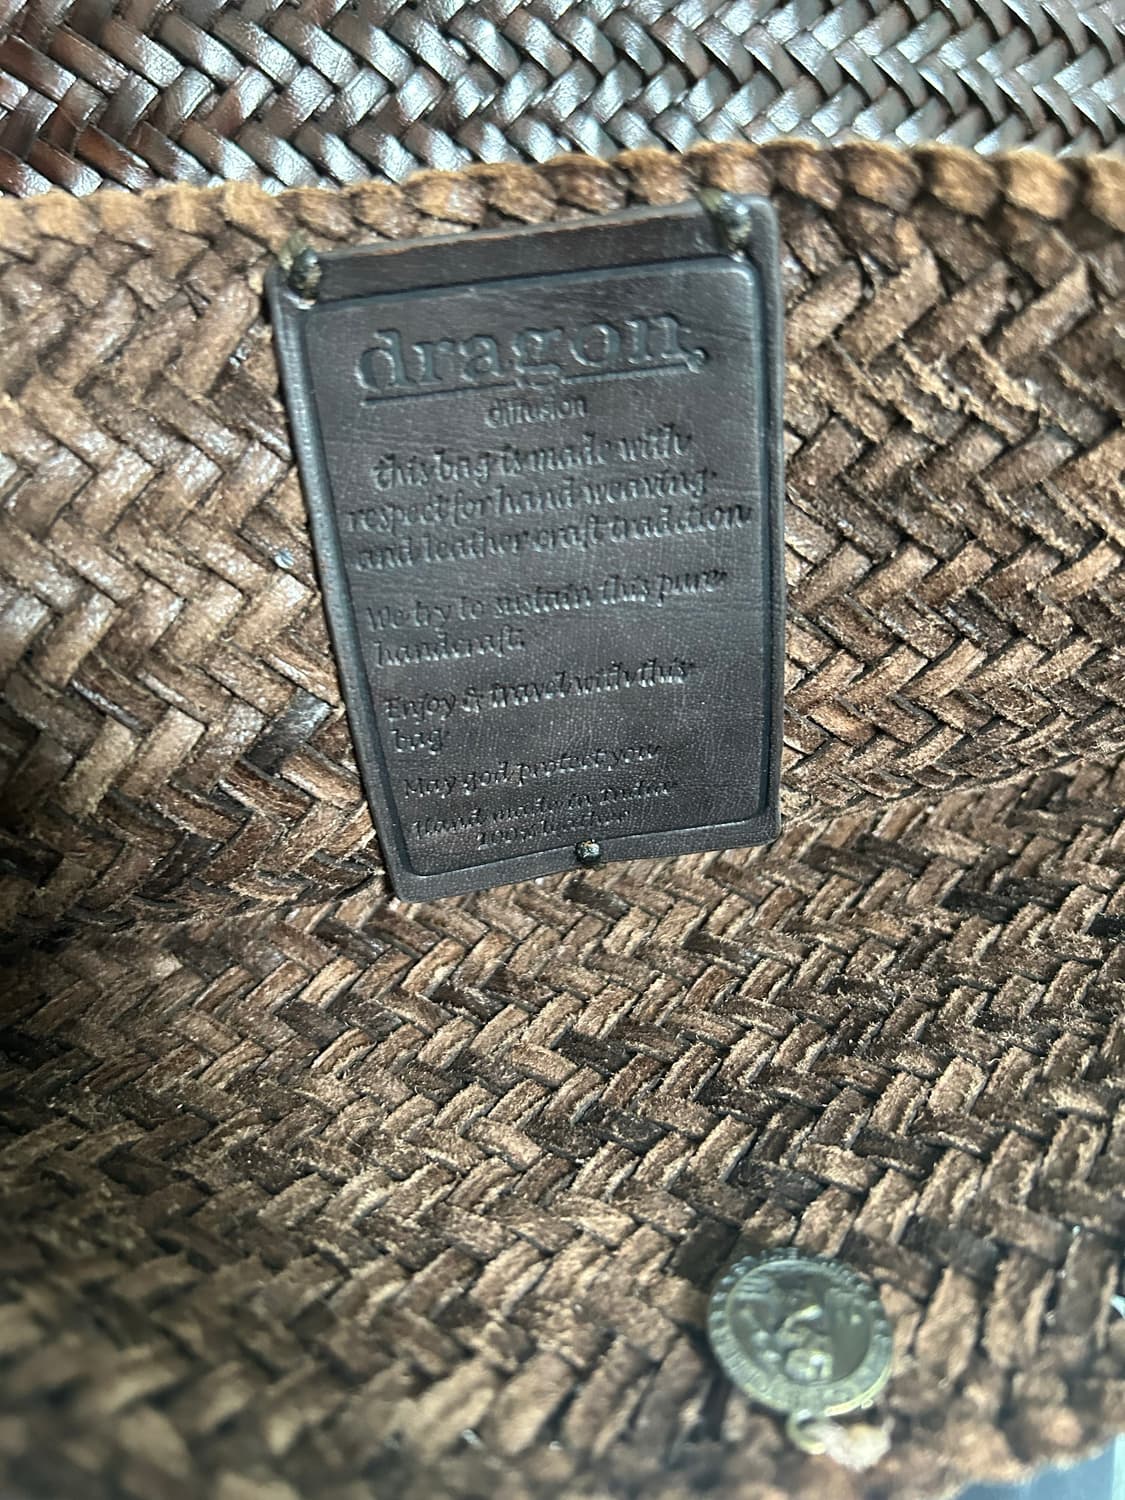 dragon
diffusion
this bag is made with
respect for hand weaving
and leather craft tradition
We try to sustain this pure
handcraft.
Enjoy & travel with this
bag
May god protect you
Hand made in India
100% leather